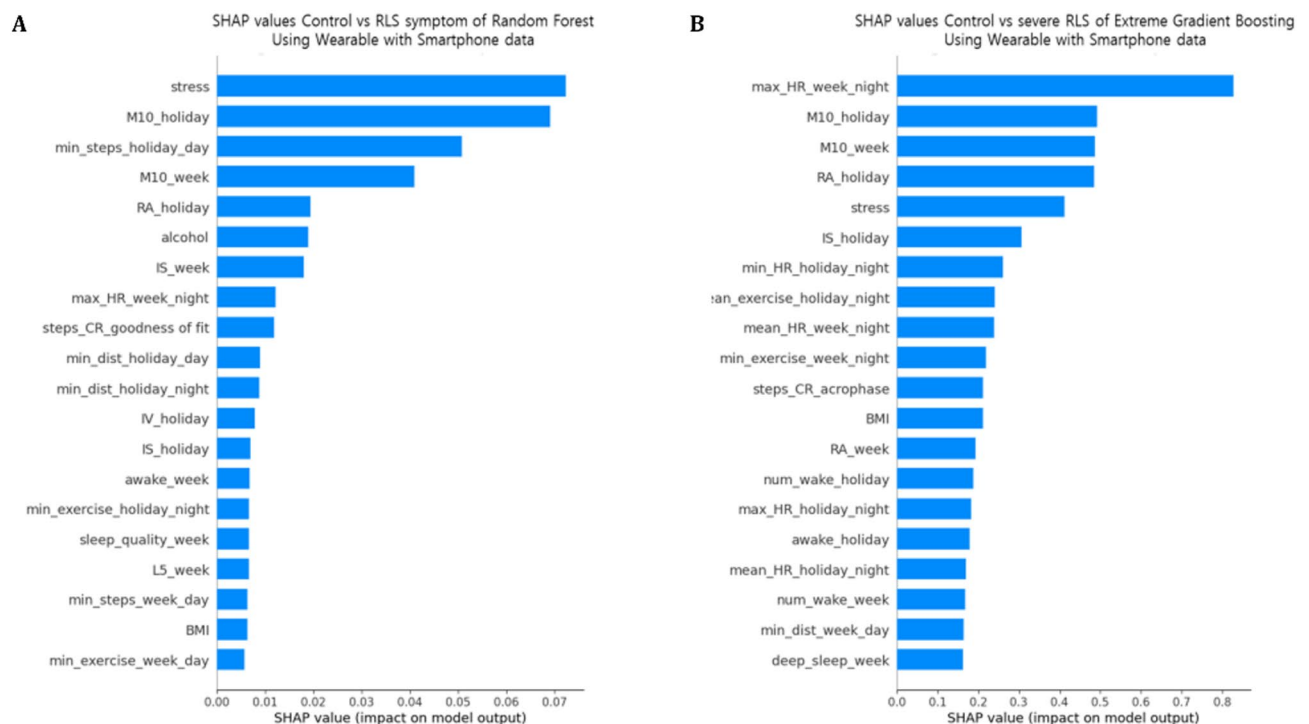 A
SHAP values Control vs RLS symptom of Random Forest
Using Wearable with Smartphone data
stress
M10_holiday
min_steps_holiday_day
M10_week
RA_holiday
alcohol
IS_week
max_HR_week_night
steps_CR_goodness of fit
min_dist_holiday_day
min_dist_holiday_night
IV_holiday
IS_holiday
awake_week
min_exercise_holiday_night
sleep_quality_week
L5_week
min_steps_week_day
BMI
min_exercise_week_day
0.00 0.01 0.02 0.03 0.04 0.05 0.06 0.07
SHAP value (impact on model output)
B
SHAP values Control vs severe RLS of Extreme Gradient Boosting
Using Wearable with Smartphone data
max_HR_week_night
M10_holiday
M10_week
RA_holiday
stress
IS_holiday
min_HR_holiday_night
ean_exercise_holiday_night
mean_HR_week_night
min_exercise_week_night
steps_CR_acrophase
BMI
RA_week
num_wake_holiday
max_HR_holiday_night
awake_holiday
mean_HR_holiday_night
num_wake_week
min_dist_week_day
deep_sleep_week
0.0 0.1 0.2 0.3 0.4 0.5 0.6 0.7 0.8
SHAP value (impact on model output)